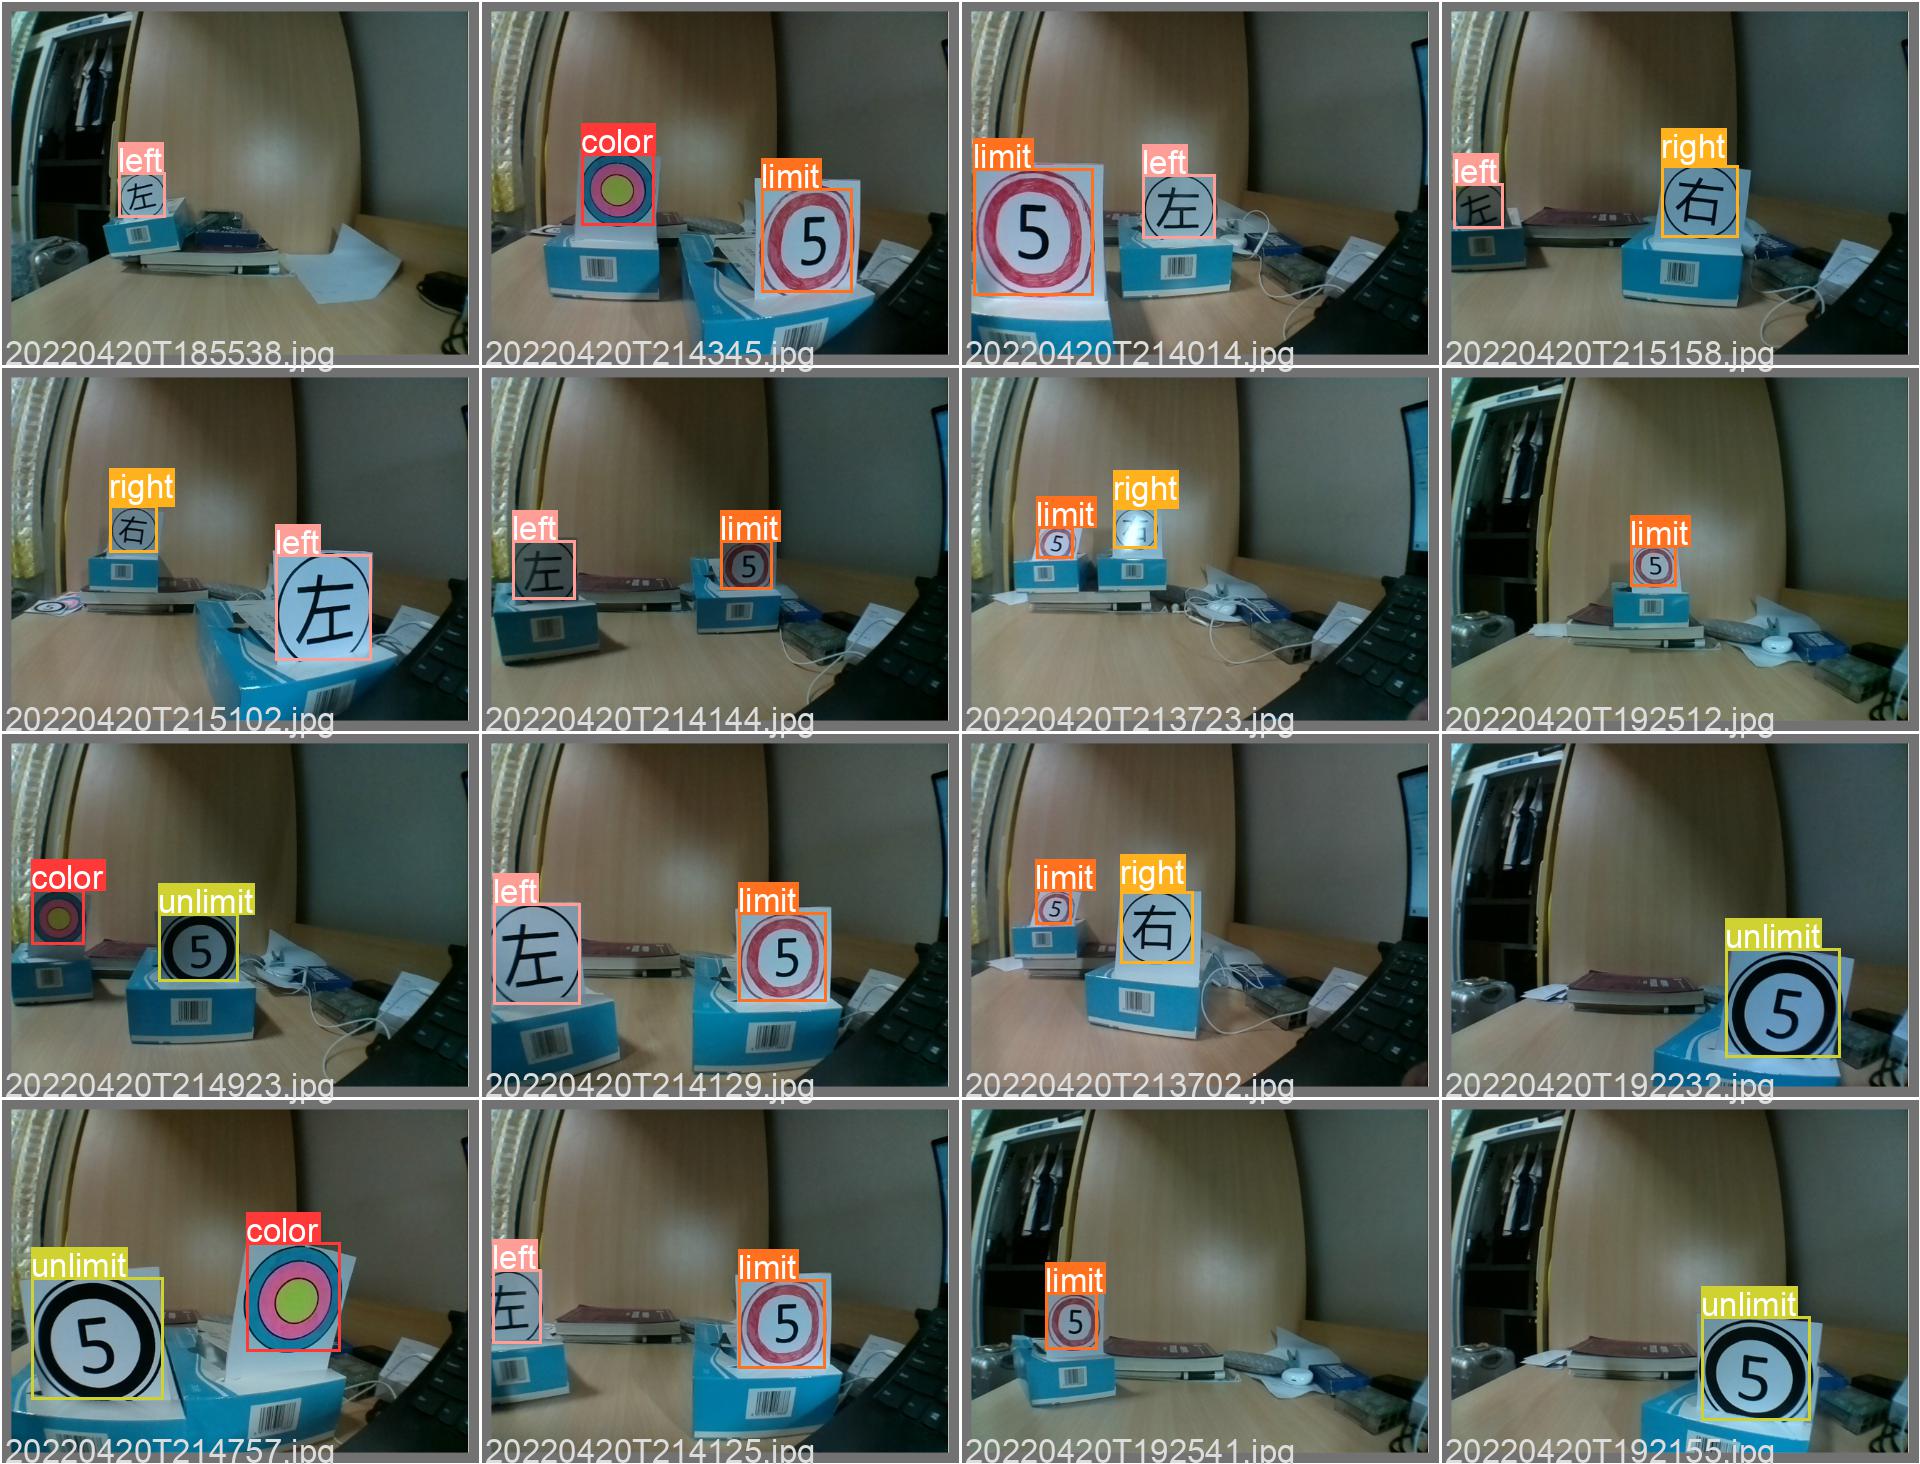 left
左
20220420T185538.jpg
color
limit
5
20220420T214345.jpg
limit
5
left
左
20220420T214014.jpg
left
左
right
右
20220420T215158.jpg
right
右
left
左
20220420T215102.jpg
left
左
limit
5
20220420T214144.jpg
limit
5
right
右
20220420T213723.jpg
limit
5
20220420T192512.jpg
color
unlimit
5
20220420T214923.jpg
left
左
limit
5
20220420T214129.jpg
limit
5
right
右
20220420T213702.jpg
unlimit
5
20220420T192232.jpg
unlimit
5
color
20220420T214757.jpg
left
左
limit
5
20220420T214125.jpg
limit
5
20220420T192541.jpg
unlimit
5
20220420T192155.jpg